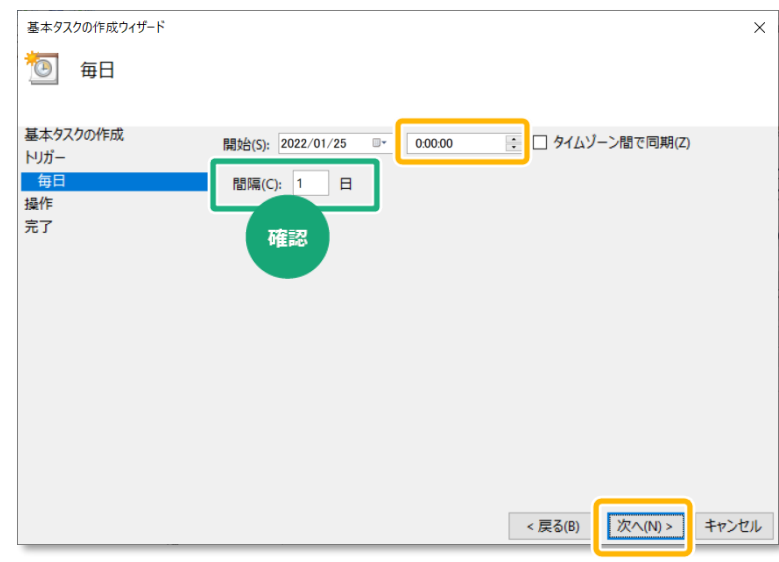 基本タスクの作成ウィザード
毎日
基本タスクの作成
トリガー
毎日
操作
完了
開始(S): 2022/01/25 0:00:00 タイムゾーン間で同期(Z)
間隔(C): 1 日
確認
< 戻る(B) 次へ(N) > キャンセル